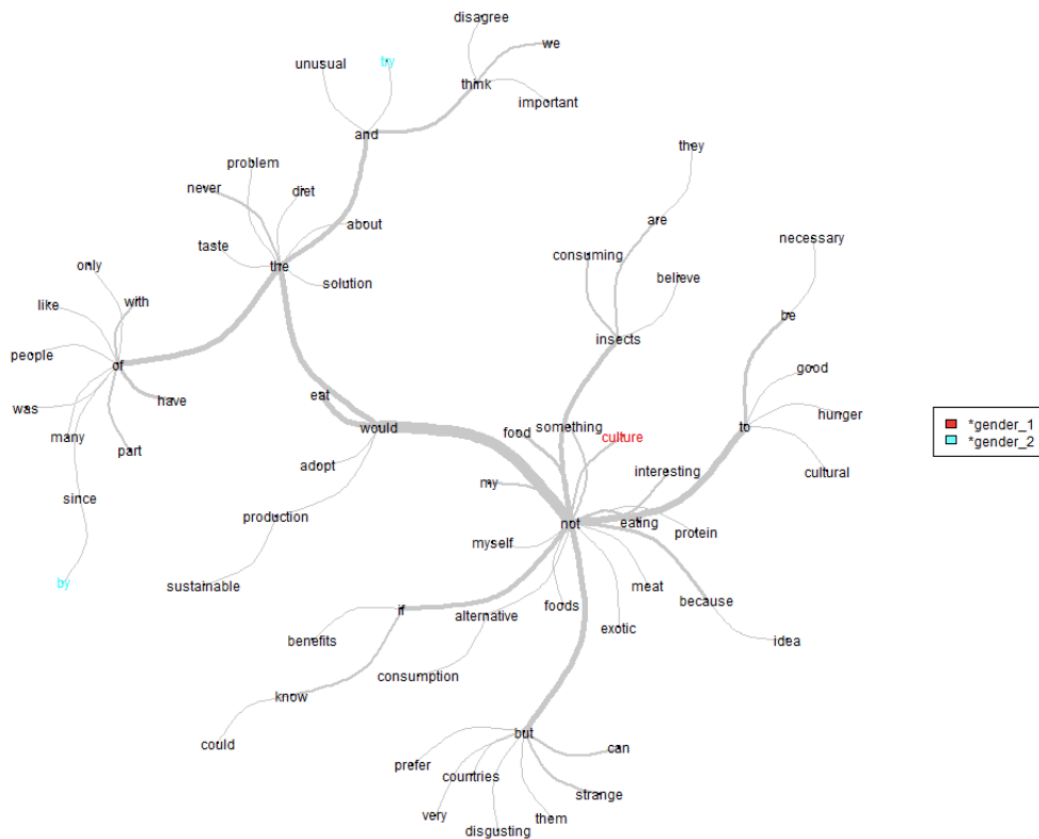 disagree
we
unusual
try
think
important
and
they
problem
never
diet
are
about
taste
consuming
necessary
the
only
believe
solution
like
with
be
insects
people
of
good
eat
have
was
something
hunger
would
food
culture
to
many
part
adopt
interesting
cultural
my
since
production
not
eating
protein
myself
by
sustainable
meat
if
foods
because
alternative
exotic
benefits
idea
consumption
know
could
but
can
prefer
countries
strange
very
them
disgusting
*gender_1
*gender_2